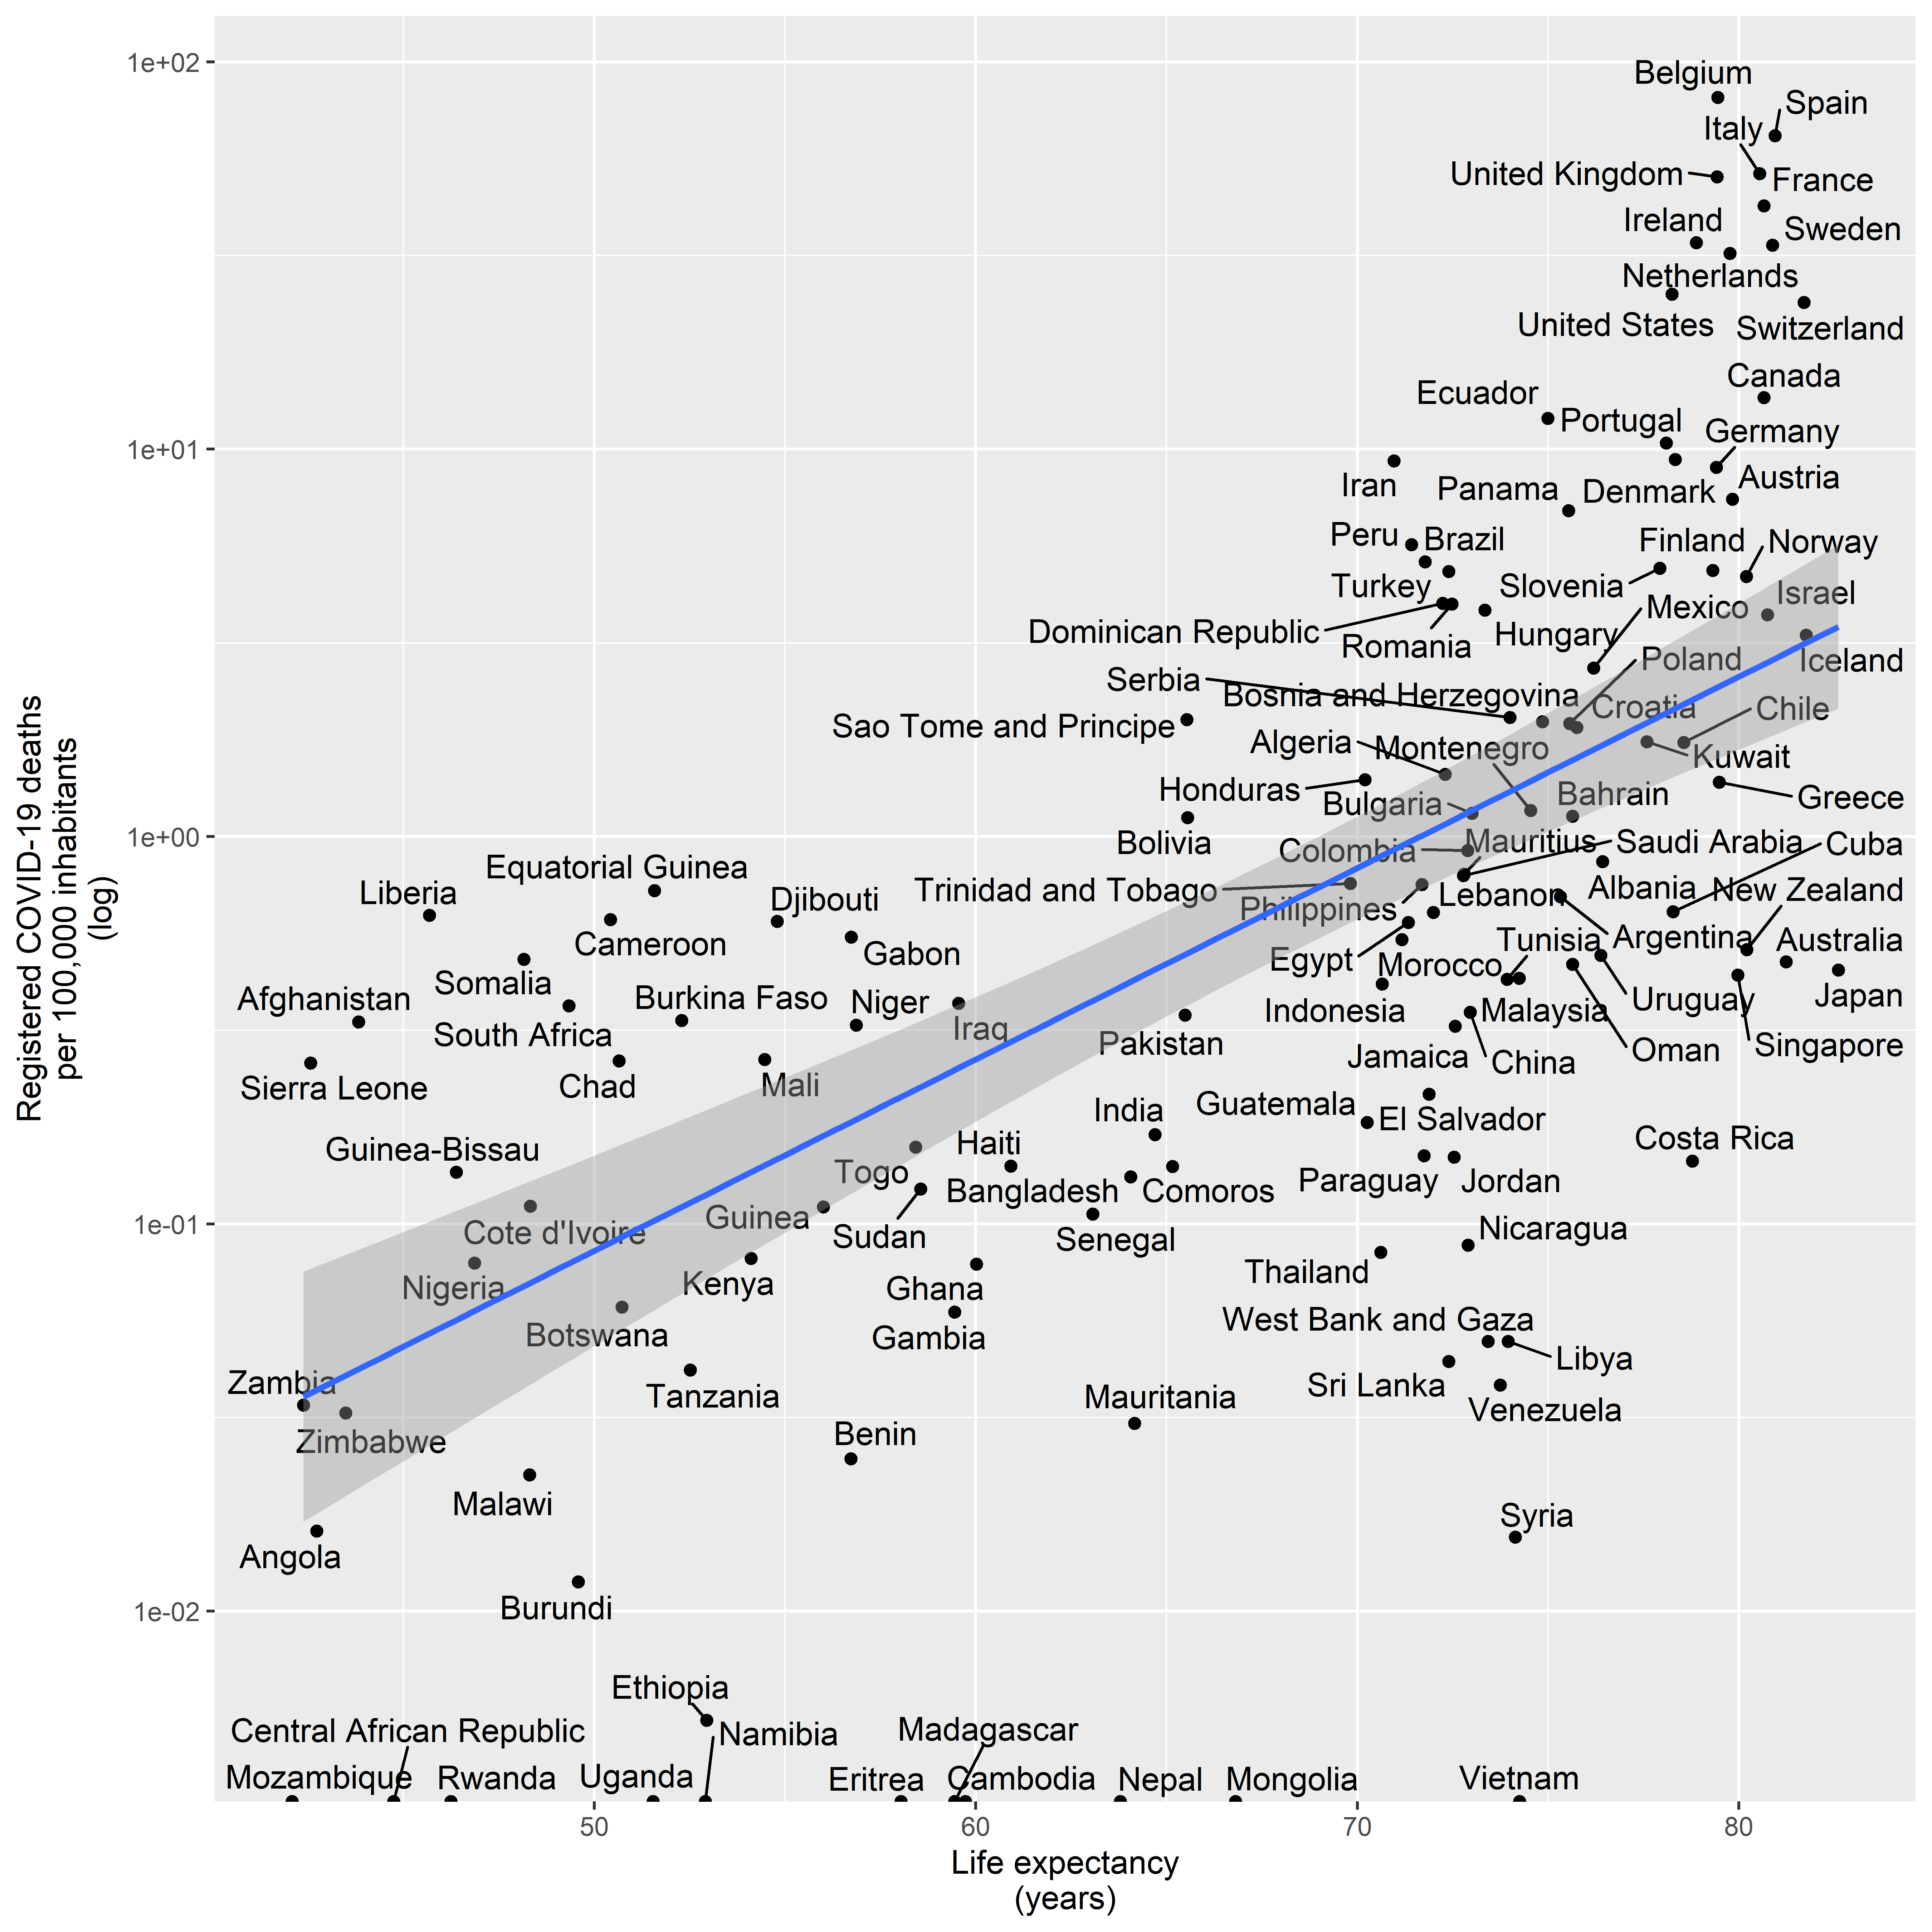 1e+02
Belgium
Spain
Italy
United Kingdom
France
Ireland
Sweden
Netherlands
United States
Switzerland
Canada
Ecuador
Portugal
1e+01
Germany
Iran
Panama
Denmark
Austria
Peru
Brazil
Finland
Norway
Turkey
Slovenia
Mexico
Israel
Dominican Republic
Romania
Hungary
Poland
Iceland
Serbia
Bosnia and Herzegovina
Croatia
Chile
Sao Tome and Principe
Algeria
Montenegro
Kuwait
Honduras
Bulgaria
Bahrain
Greece
1e+00
Bolivia
Colombia
Mauritius
Saudi Arabia
Cuba
Equatorial Guinea
Liberia
Djibouti
Trinidad and Tobago
Philippines
Lebanon
Albania
New Zealand
Cameroon
Gabon
Egypt
Morocco
Tunisia
Argentina
Australia
Somalia
Afghanistan
Burkina Faso
Niger
Indonesia
Malaysia
Uruguay
Japan
South Africa
Iraq
Pakistan
Jamaica
China
Oman
Singapore
Sierra Leone
Chad
Mali
India
Guatemala
El Salvador
Guinea-Bissau
Haiti
Costa Rica
Togo
Bangladesh
Comoros
Paraguay
Jordan
1e-01
Cote d'Ivoire
Guinea
Sudan
Senegal
Nicaragua
Nigeria
Kenya
Ghana
Thailand
Botswana
Gambia
West Bank and Gaza
Libya
Zambia
Tanzania
Mauritania
Sri Lanka
Venezuela
Zimbabwe
Benin
Malawi
Syria
Angola
1e-02
Burundi
Ethiopia
Central African Republic
Namibia
Madagascar
Mozambique
Rwanda
Uganda
Eritrea
Cambodia
Nepal
Mongolia
Vietnam
50
60
70
80
Life expectancy
(years)
Registered COVID-19 deaths
per 100,000 inhabitants
(log)